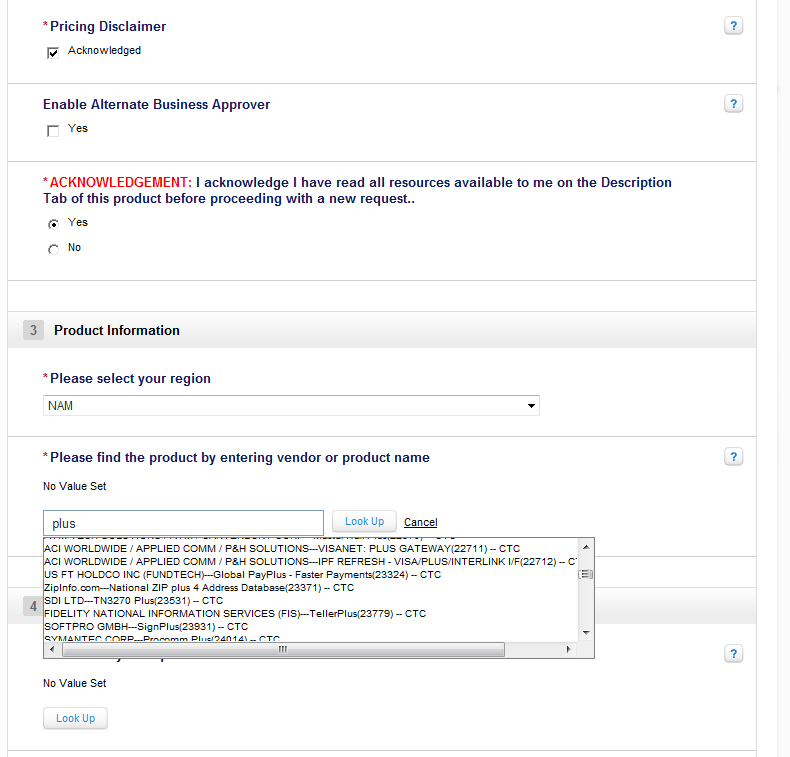 *Pricing Disclaimer
?
Acknowledged
Enable Alternate Business Approver
?
Yes
*ACKNOWLEDGEMENT: I acknowledge I have read all resources available to me on the Description
Tab of this product before proceeding with a new request..
Yes
No
3 Product Information
*Please select your region
NAM
*Please find the product by entering vendor or product name
?
No Value Set
plus
Look Up
Cancel
ACI WORLDWIDE / APPLIED COMM / P&H SOLUTIONS---VISANET: PLUS GATEWAY(22711) -- CTC
ACI WORLDWIDE / APPLIED COMM / P&H SOLUTIONS---IPF REFRESH - VISA/PLUS/INTERLINK I/F(22712) -- C
US FT HOLDCO INC (FUNDTECH)---Global PayPlus - Faster Payments(23324) -- CTC
ZipInfo.com---National ZIP plus 4 Address Database(23371) -- CTC
SDI LTD---TN3270 Plus(23531) -- CTC
FIDELITY NATIONAL INFORMATION SERVICES (FIS)---TellerPlus(23779) -- CTC
SOFTPRO GMBH---SignPlus(23931) -- CTC
SYMANTEC CORP---Procomm Plus(24014) -- CTC
4
?
No Value Set
Look Up